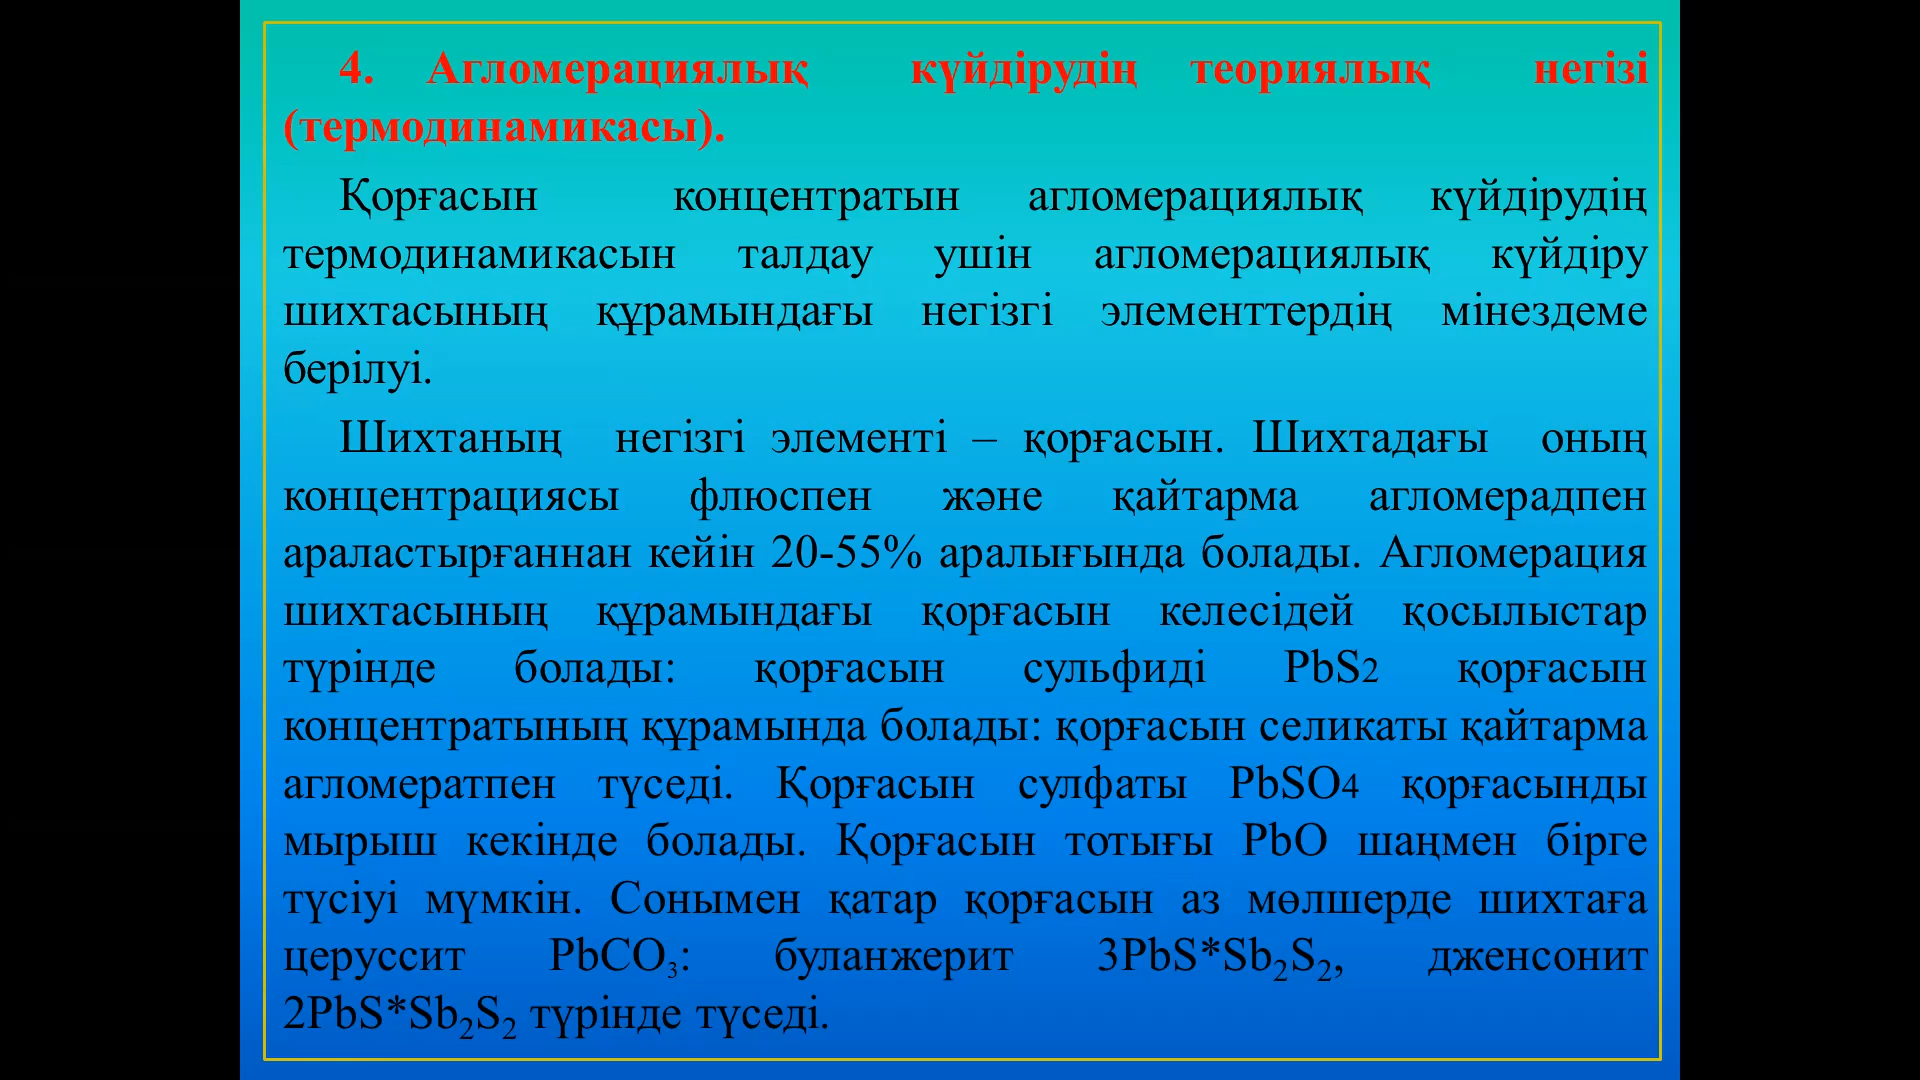 4. Агломерациялық күйдірудің теориялық негізі
(термодинамикасы).
Қорғасын концентратын агломерациялық күйдірудің
термодинамикасын талдау ушін агломерациялық күйдіру
шихтасының құрамындағы негізгі элементтердің мінездеме
берілуі.
Шихтаның негізгі элементі – қорғасын. Шихтадағы оның
концентрациясы флюспен және қайтарма агломерадпен
араластырғаннан кейін 20-55% аралығында болады. Агломерация
шихтасының құрамындағы қорғасын келесідей қосылыстар
түрінде болады: қорғасын сульфиді PbS2 қорғасын
концентратының құрамында болады: қорғасын селикаты қайтарма
агломератпен түседі. Қорғасын сулфаты PbSO4 қорғасынды
мырыш кекінде болады. Қорғасын тотығы PbO шаңмен бірге
түсіуі мүмкін. Сонымен қатар қорғасын аз мөлшерде шихтаға
церуссит PbCO₃: буланжерит 3PbS*Sb₂S₂, дженсонит
2PbS*Sb₂S₂ түрінде түседі.